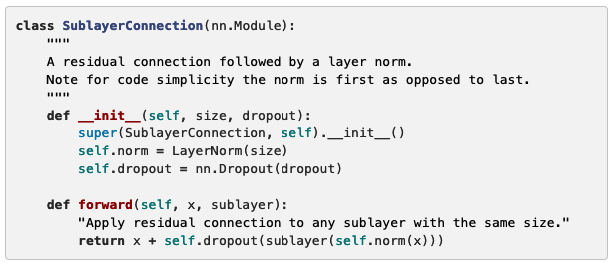 class SublayerConnection(nn.Module):
    """
    A residual connection followed by a layer norm.
    Note for code simplicity the norm is first as opposed to last.
    """
    def __init__(self, size, dropout):
        super(SublayerConnection, self).__init__()
        self.norm = LayerNorm(size)
        self.dropout = nn.Dropout(dropout)

    def forward(self, x, sublayer):
        "Apply residual connection to any sublayer with the same size."
        return x + self.dropout(sublayer(self.norm(x)))